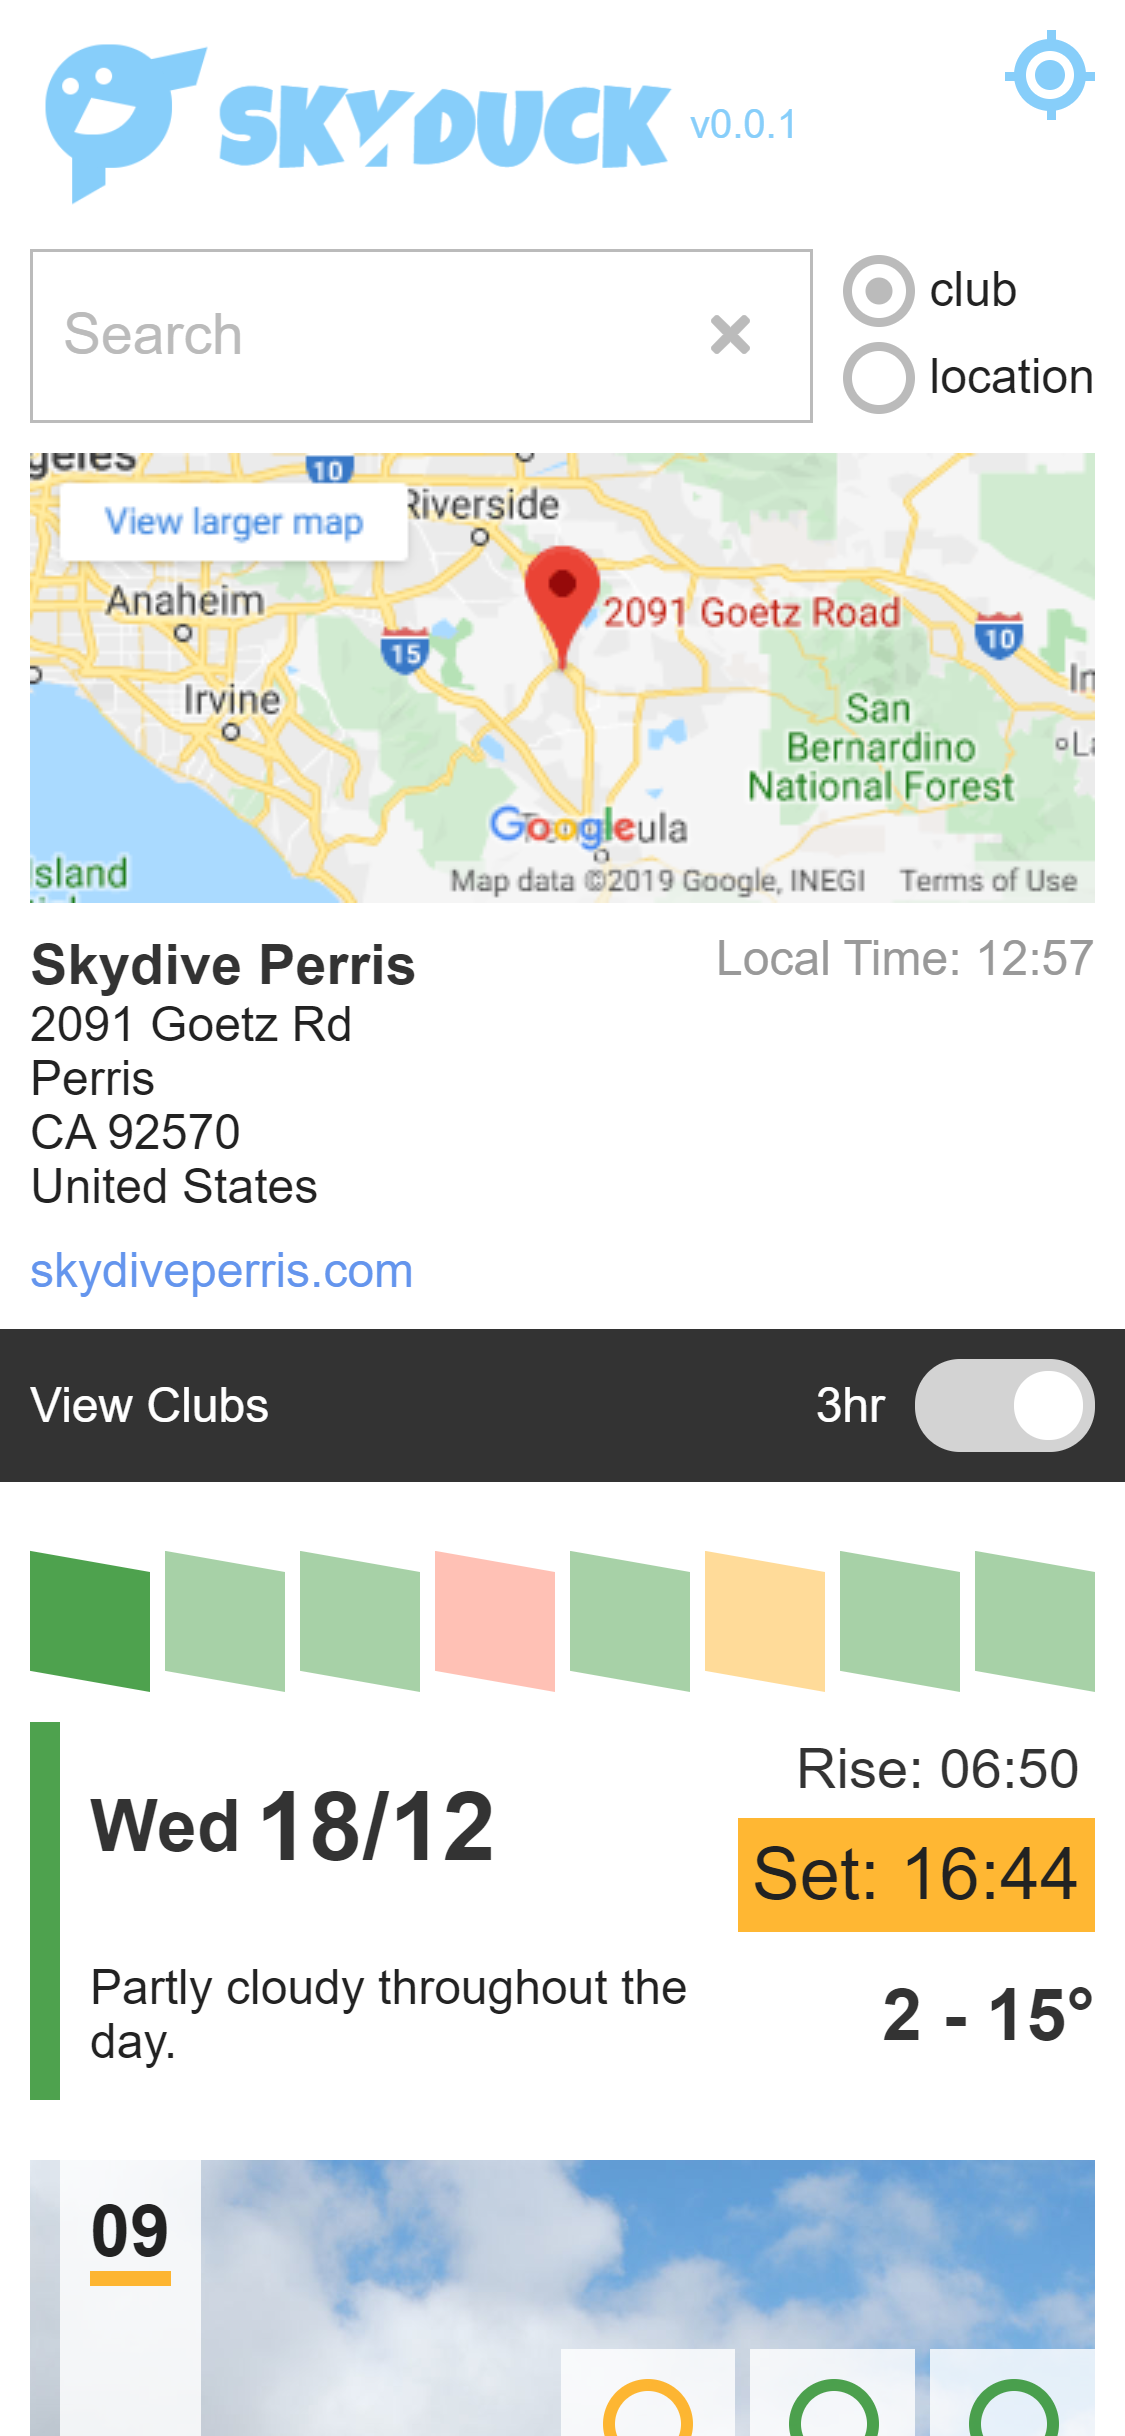 SKYDUCK v0.0.1
Search
club
location
geles
10
View larger map
Riverside
Anaheim
2091 Goetz Road
15
10
Irvine
San
Bernardino
National Forest
Google
ula
sland
Map data ©2019 Google, INEGI
Terms of Use
Skydive Perris
Local Time: 12:57
2091 Goetz Rd
Perris
CA 92570
United States
skydiveperris.com
View Clubs
3hr
Wed 18/12
Rise: 06:50
Set: 16:44
Partly cloudy throughout the
day.
2 - 15°
09